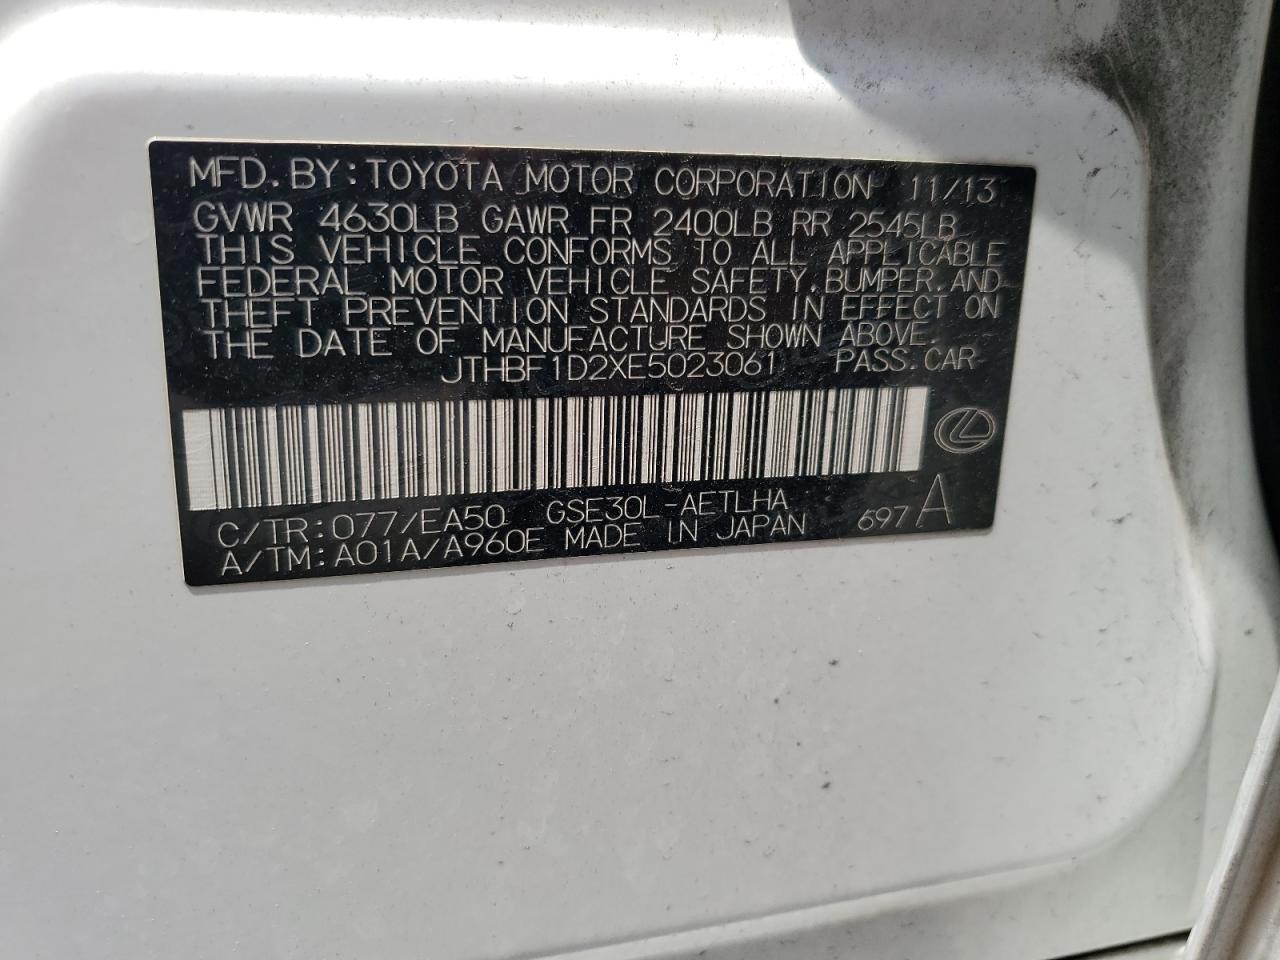 MFD. BY: TOYOTA MOTOR CORPORATION 11/13
GVWR 4630LB GAWR FR 2400LB RR 2545LB
THIS VEHICLE CONFORMS TO ALL APPLICABLE
FEDERAL MOTOR VEHICLE SAFETY, BUMPER, AND
THEFT PREVENTION STANDARDS IN EFFECT ON
THE DATE OF MANUFACTURE SHOWN ABOVE.
JTHBF1D2XE5023061 PASS. CAR
C/TR: 077/EA50 GSE30L-AETLHA
A/TM: A01A/A960E MADE IN JAPAN 697 A